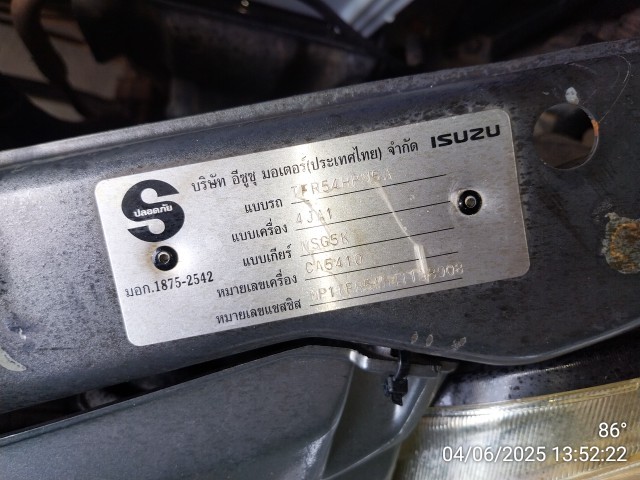 บริษัท อีซูซุ มอเตอร์(ประเทศไทย) จำกัด ISUZU
ปลอดภัย
มอก.1875-2542
แบบรถ
แบบเครื่อง 4JA1
แบบเกียร์ MSG5K
หมายเลขเครื่อง CA5410
หมายเลขแชสซิส
86°
04/06/2025 13:52:22